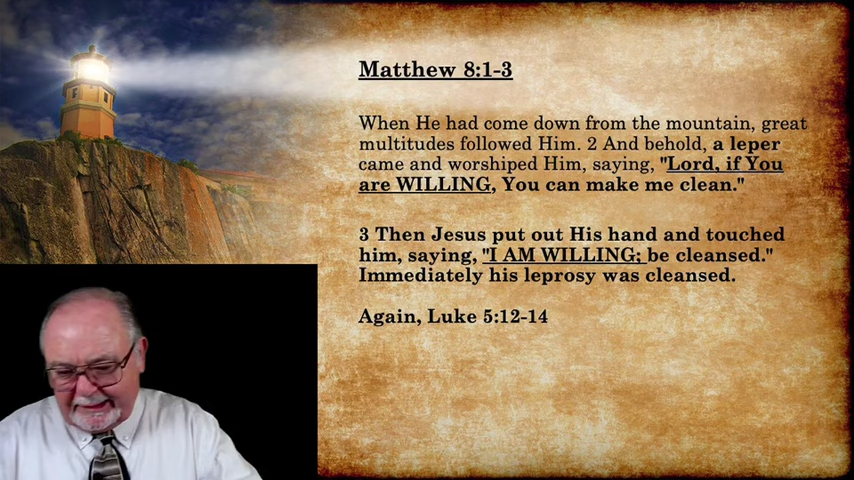 Matthew 8:1-3
When He had come down from the mountain, great
multitudes followed Him. 2 And behold, a leper
came and worshiped Him, saying, "Lord, if You
are WILLING, You can make me clean."
3 Then Jesus put out His hand and touched
him, saying, "I AM WILLING; be cleansed."
Immediately his leprosy was cleansed.
Again, Luke 5:12-14